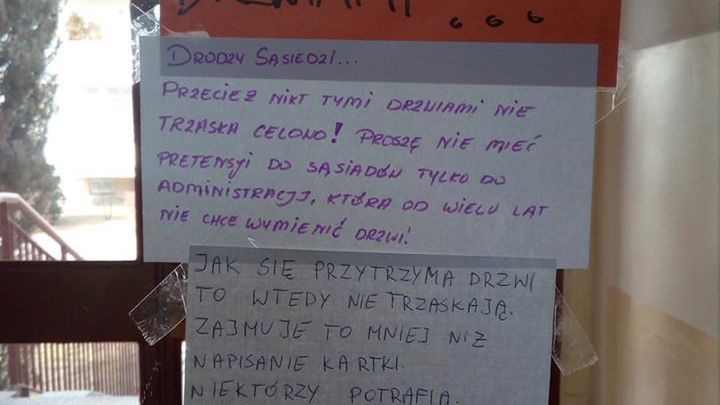 DRODZY SĄSIEDZI...
PRZECIEŻ NIKT TYMI DRZWIAMI NIE
TRZASKA CELOWO! PROSZĘ NIE MIEĆ
PRETENSJI DO SĄSIADÓW TYLKO DO
ADMINISTRACJI, KTÓRA OD WIELU LAT
NIE CHCE WYMIENIĆ DRZWI!
JAK SIĘ PRZYTRZYMA DRZWI
TO WTEDY NIE TRZASKAJĄ.
ZAJMUJE TO MNIEJ NIŻ
NAPISANIE KARTKI.
NIEKTÓRZY POTRAFIĄ.